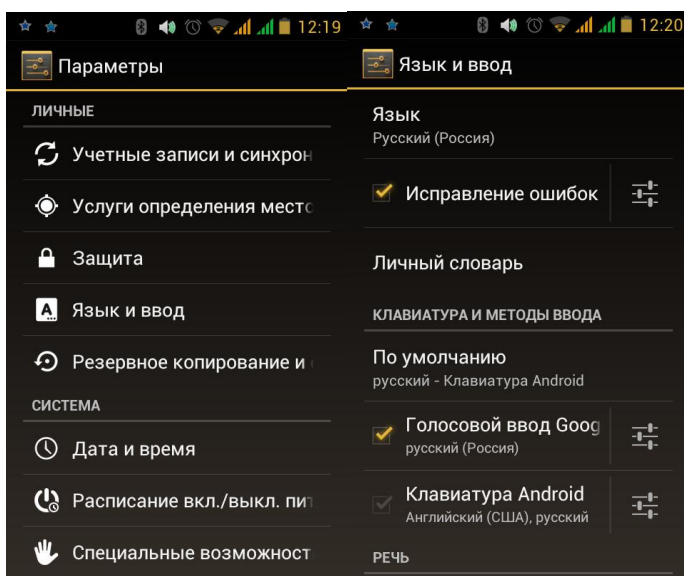 12:19
Параметры
ЛИЧНЫЕ
Учетные записи и синхрон
Услуги определения место
Защита
Язык и ввод
Резервное копирование и
СИСТЕМА
Дата и время
Расписание вкл./выкл. пит
Специальные возможност
12:20
Язык и ввод
Язык
Русский (Россия)
Исправление ошибок
Личный словарь
КЛАВИАТУРА И МЕТОДЫ ВВОДА
По умолчанию
русский - Клавиатура Android
Голосовой ввод Goog
русский (Россия)
Клавиатура Android
Английский (США), русский
РЕЧЬ